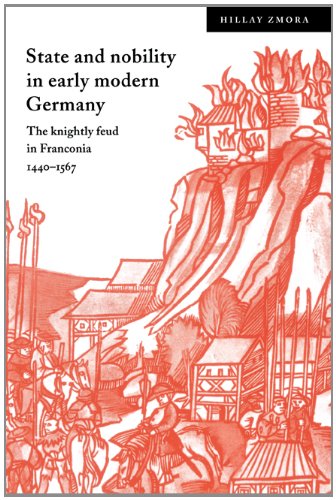 HILLAY ZMORA
State and nobility
in early modern
Germany
The knightly feud
in Franconia
1440–1567